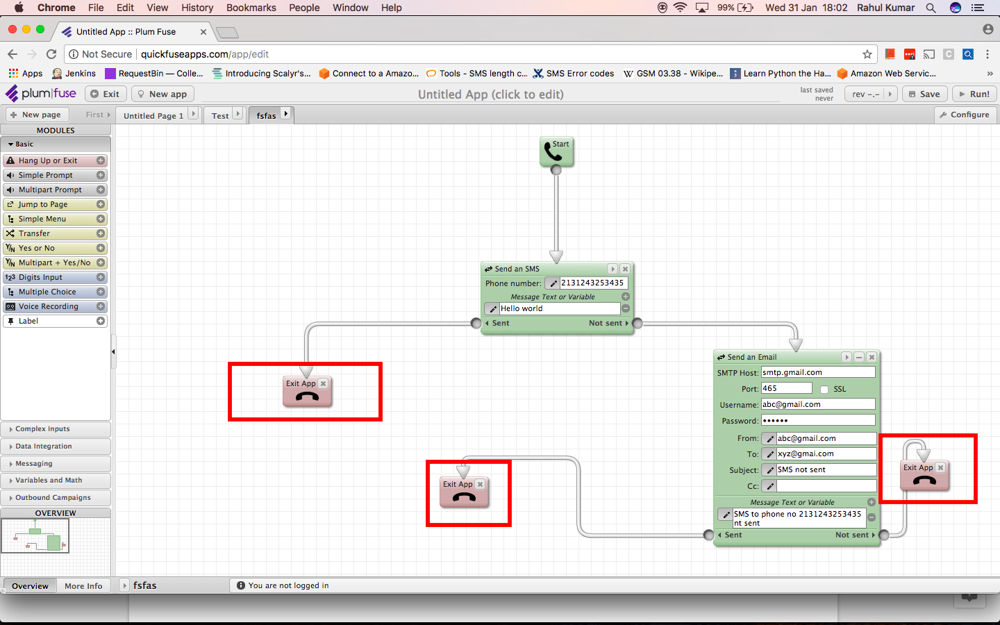 Chrome File Edit View History Bookmarks People Window Help 99% Wed 31 Jan 18:02 Rahul Kumar
Untitled App :: Plum Fuse
Not Secure quickfuseapps.com/app/edit
Apps Jenkins RequestBin — Colle... Introducing Scalyr's... Connect to a Amazo... Tools - SMS length c... SMS Error codes GSM 03.38 - Wikipe... Learn Python the Ha... Amazon Web Servic... »
plum|fuse Exit New app Untitled App (click to edit) last saved never rev -.- Save Run!
New page First Untitled Page 1 Test fsfas Configure
MODULES
Basic
Hang Up or Exit
Simple Prompt
Multipart Prompt
Jump to Page
Simple Menu
Transfer
Y/N Yes or No
Y/N Multipart + Yes/No
123 Digits Input
Multiple Choice
Voice Recording
Label
Complex Inputs
Data Integration
Messaging
Variables and Math
Outbound Campaigns
OVERVIEW
Overview More Info
Start
Send an SMS
Phone number: 2131243253435
Message Text or Variable
Hello world
Sent Not sent
Exit App
Exit App
Send an Email
SMTP Host: smtp.gmail.com
Port: 465 SSL
Username: abc@gmail.com
Password: ••••••
From: abc@gmail.com
To: xyz@gmai.com
Subject: SMS not sent
Cc:
Message Text or Variable
SMS to phone no 2131243253435
nt sent
Sent Not sent
Exit App
fsfas You are not logged in